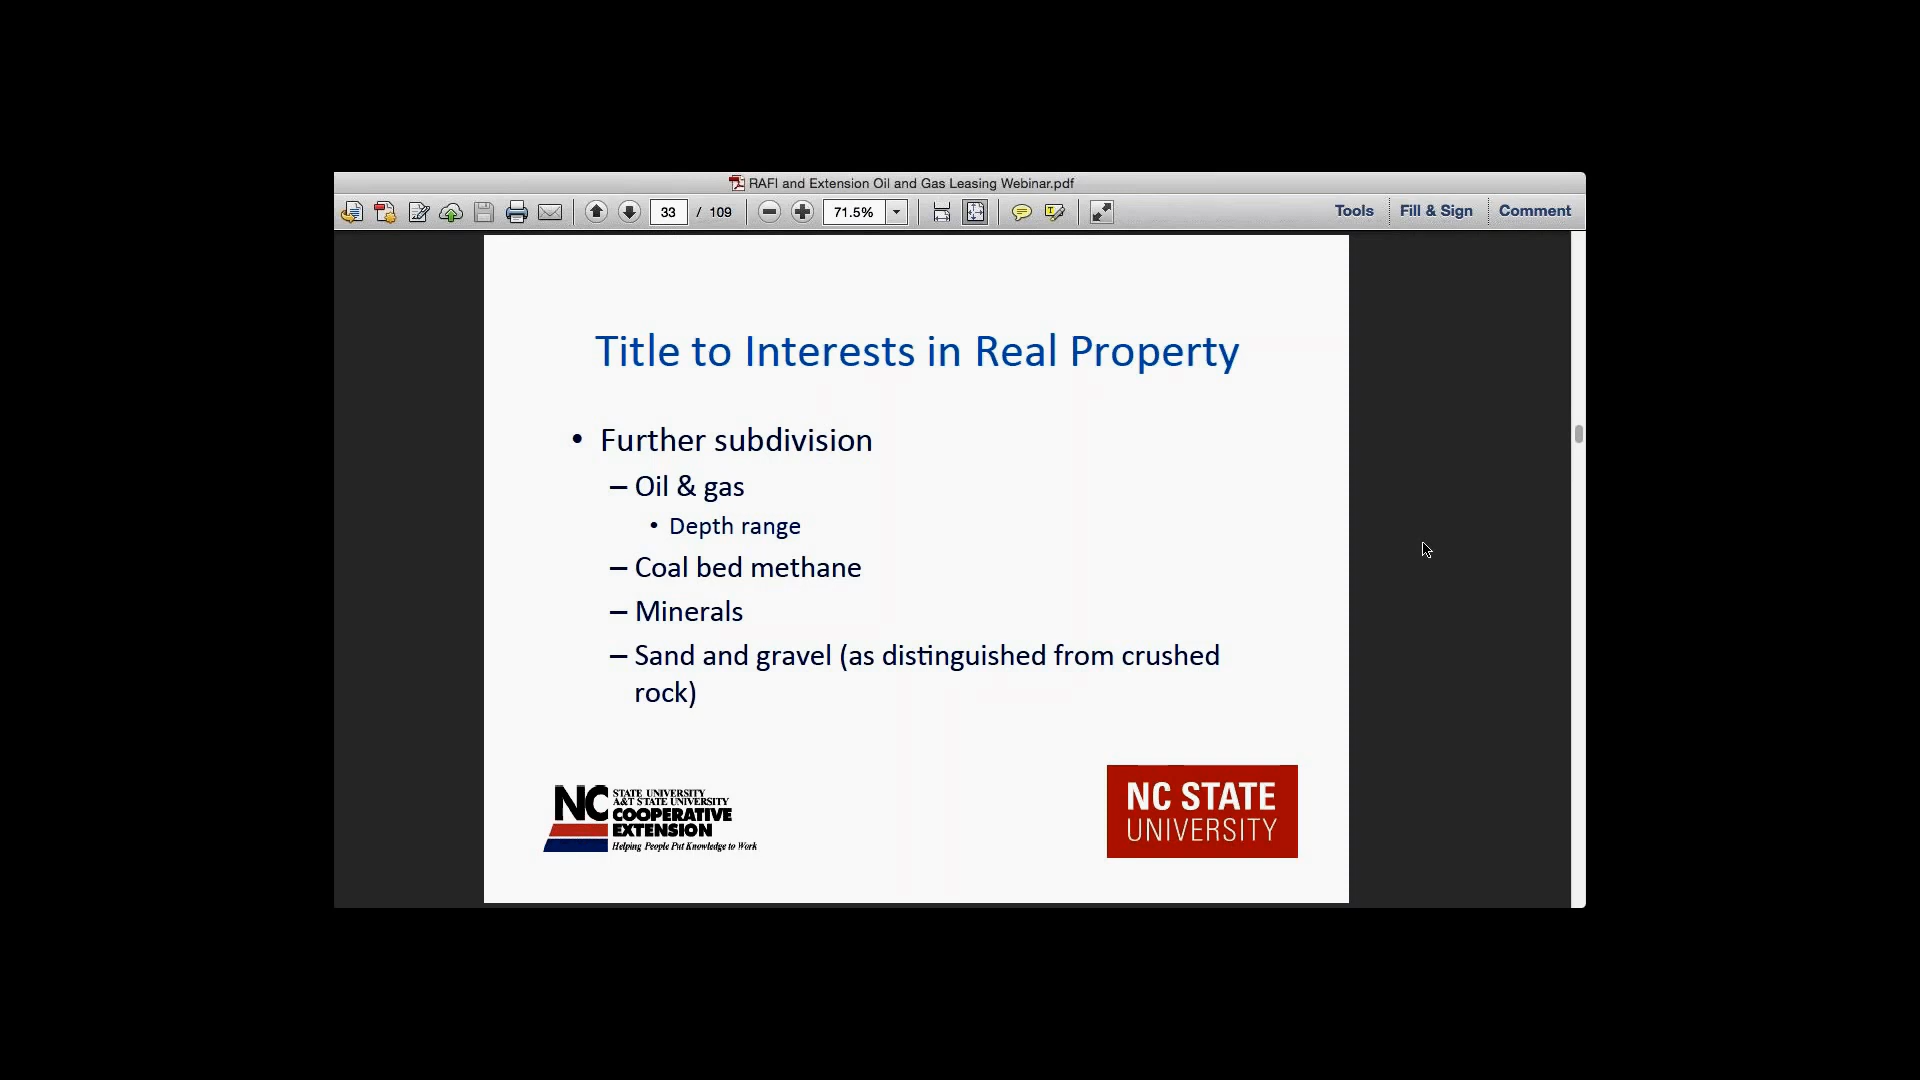 RAFI and Extension Oil and Gas Leasing Webinar.pdf
33 / 109 71.5% Tools Fill & Sign Comment
Title to Interests in Real Property
• Further subdivision
– Oil & gas
• Depth range
– Coal bed methane
– Minerals
– Sand and gravel (as distinguished from crushed
rock)
NC STATE UNIVERSITY
A&T STATE UNIVERSITY
COOPERATIVE
EXTENSION
Helping People Put Knowledge to Work
NC STATE
UNIVERSITY